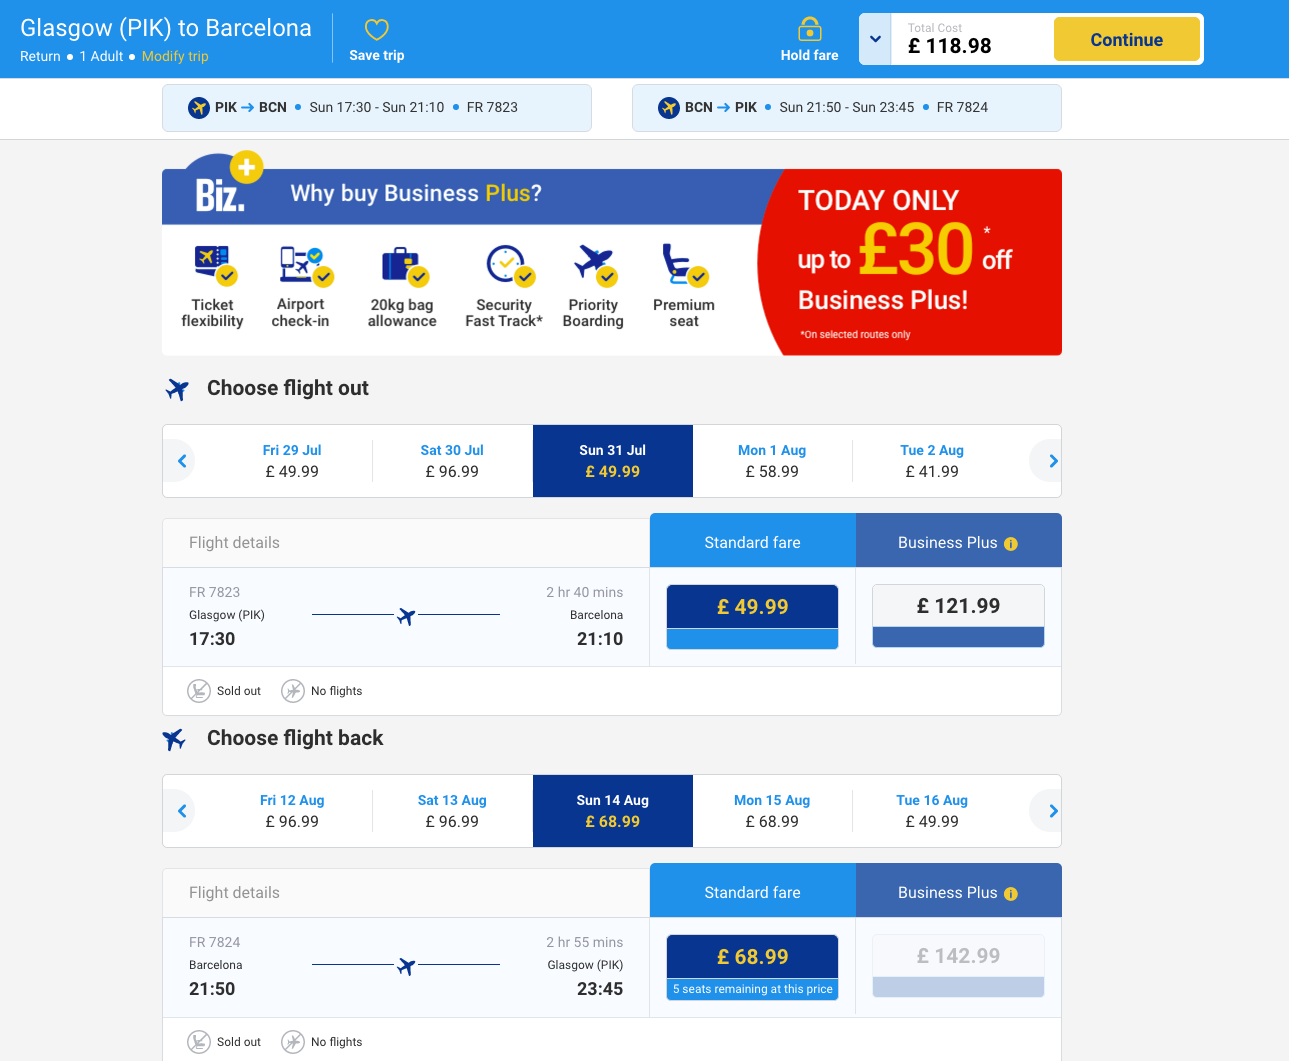 Glasgow (PIK) to Barcelona
Return • 1 Adult • Modify trip
Save trip
Hold fare
Total Cost
£ 118.98
Continue
PIK → BCN • Sun 17:30 - Sun 21:10 • FR 7823
BCN → PIK • Sun 21:50 - Sun 23:45 • FR 7824
Biz.
Why buy Business Plus?
Ticket
flexibility
Airport
check-in
20kg bag
allowance
Security
Fast Track*
Priority
Boarding
Premium
seat
TODAY ONLY
up to £30* off
Business Plus!
*On selected routes only
Choose flight out
Fri 29 Jul
£ 49.99
Sat 30 Jul
£ 96.99
Sun 31 Jul
£ 49.99
Mon 1 Aug
£ 58.99
Tue 2 Aug
£ 41.99
Flight details
Standard fare
Business Plus i
FR 7823
2 hr 40 mins
Glasgow (PIK)
Barcelona
17:30
21:10
£ 49.99
£ 121.99
Sold out
No flights
Choose flight back
Fri 12 Aug
£ 96.99
Sat 13 Aug
£ 96.99
Sun 14 Aug
£ 68.99
Mon 15 Aug
£ 68.99
Tue 16 Aug
£ 49.99
Flight details
Standard fare
Business Plus i
FR 7824
2 hr 55 mins
Barcelona
Glasgow (PIK)
21:50
23:45
£ 68.99
5 seats remaining at this price
£ 142.99
Sold out
No flights